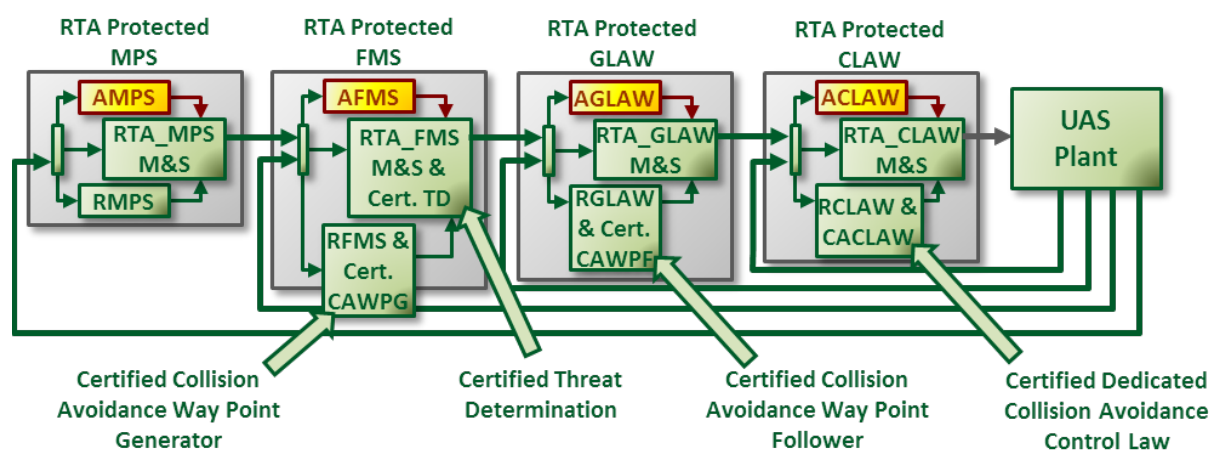 RTA Protected
MPS
RTA Protected
FMS
RTA Protected
GLAW
RTA Protected
CLAW
AMPS
RTA_MPS
M&S
RMPS
AFMS
RTA_FMS
M&S &
Cert. TD
RFMS &
Cert.
CAWPG
AGLAW
RTA_GLAW
M&S
RGLAW
& Cert.
CAWPF
ACLAW
RTA_CLAW
M&S
RCLAW &
CACLAW
UAS
Plant
Certified Collision
Avoidance Way Point
Generator
Certified Threat
Determination
Certified Collision
Avoidance Way Point
Follower
Certified Dedicated
Collision Avoidance
Control Law